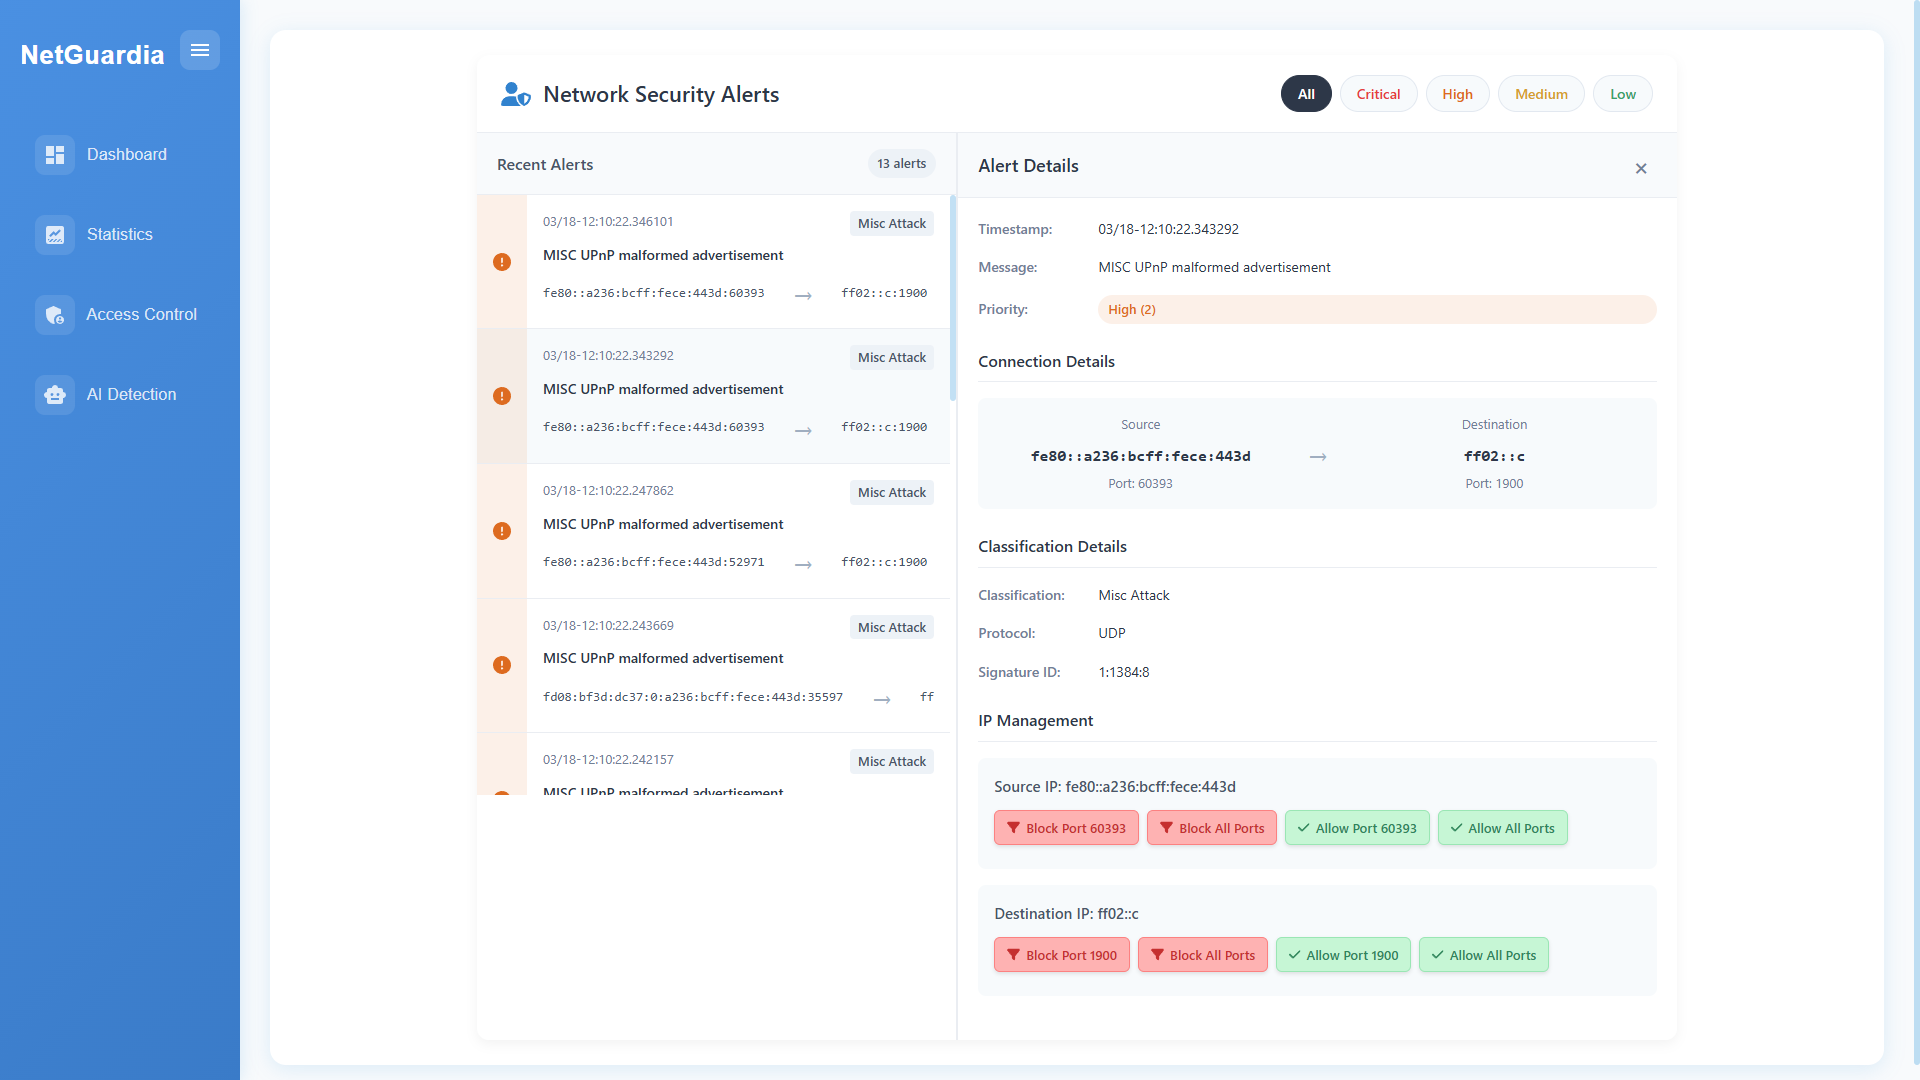 NetGuardia
Dashboard
Statistics
Access Control
AI Detection
Network Security Alerts
All
Critical
High
Medium
Low
Recent Alerts
13 alerts
03/18-12:10:22.346101
Misc Attack
MISC UPnP malformed advertisement
fe80::a236:bcff:fece:443d:60393 → ff02::c:1900
03/18-12:10:22.343292
Misc Attack
MISC UPnP malformed advertisement
fe80::a236:bcff:fece:443d:60393 → ff02::c:1900
03/18-12:10:22.247862
Misc Attack
MISC UPnP malformed advertisement
fe80::a236:bcff:fece:443d:52971 → ff02::c:1900
03/18-12:10:22.243669
Misc Attack
MISC UPnP malformed advertisement
fd08:bf3d:dc37:0:a236:bcff:fece:443d:35597 → ff
03/18-12:10:22.242157
Misc Attack
MISC UPnP malformed advertisement
Alert Details
×
Timestamp: 03/18-12:10:22.343292
Message: MISC UPnP malformed advertisement
Priority: High (2)
Connection Details
Source
fe80::a236:bcff:fece:443d
Port: 60393
→
Destination
ff02::c
Port: 1900
Classification Details
Classification: Misc Attack
Protocol: UDP
Signature ID: 1:1384:8
IP Management
Source IP: fe80::a236:bcff:fece:443d
Block Port 60393
Block All Ports
Allow Port 60393
Allow All Ports
Destination IP: ff02::c
Block Port 1900
Block All Ports
Allow Port 1900
Allow All Ports